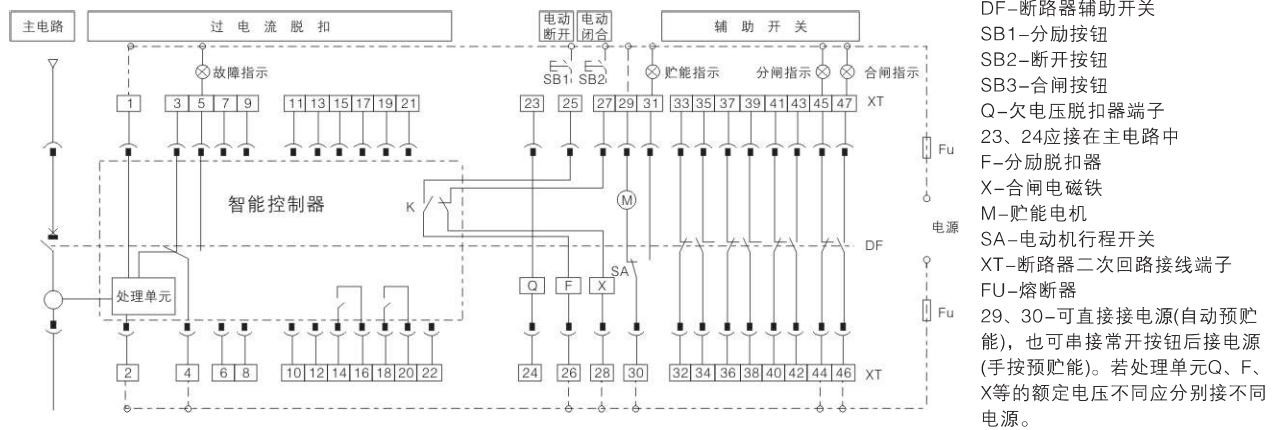 主电路
过电流脱扣
电动断开
电动闭合
辅助开关
SB1
SB2
故障指示
贮能指示
分闸指示
合闸指示
1 3 5 7 9 11 13 15 17 19 21 23 25 27 29 31 33 35 37 39 41 43 45 47 XT
Fu
智能控制器
K
M
电源
DF
SA
处理单元
Q F X
Fu
2 4 6 8 10 12 14 16 18 20 22 24 26 28 30 32 34 36 38 40 42 44 46 XT
DF-断路器辅助开关
SB1-分励按钮
SB2-断开按钮
SB3-合闸按钮
Q-欠电压脱扣器端子
23、24应接在主电路中
F-分励脱扣器
X-合闸电磁铁
M-贮能电机
SA-电动机行程开关
XT-断路器二次回路接线端子
FU-熔断器
29、30-可直接接电源(自动预贮
能)，也可串接常开按钮后接电源
(手按预贮能)。若处理单元Q、F、
X等的额定电压不同应分别接不同
电源。